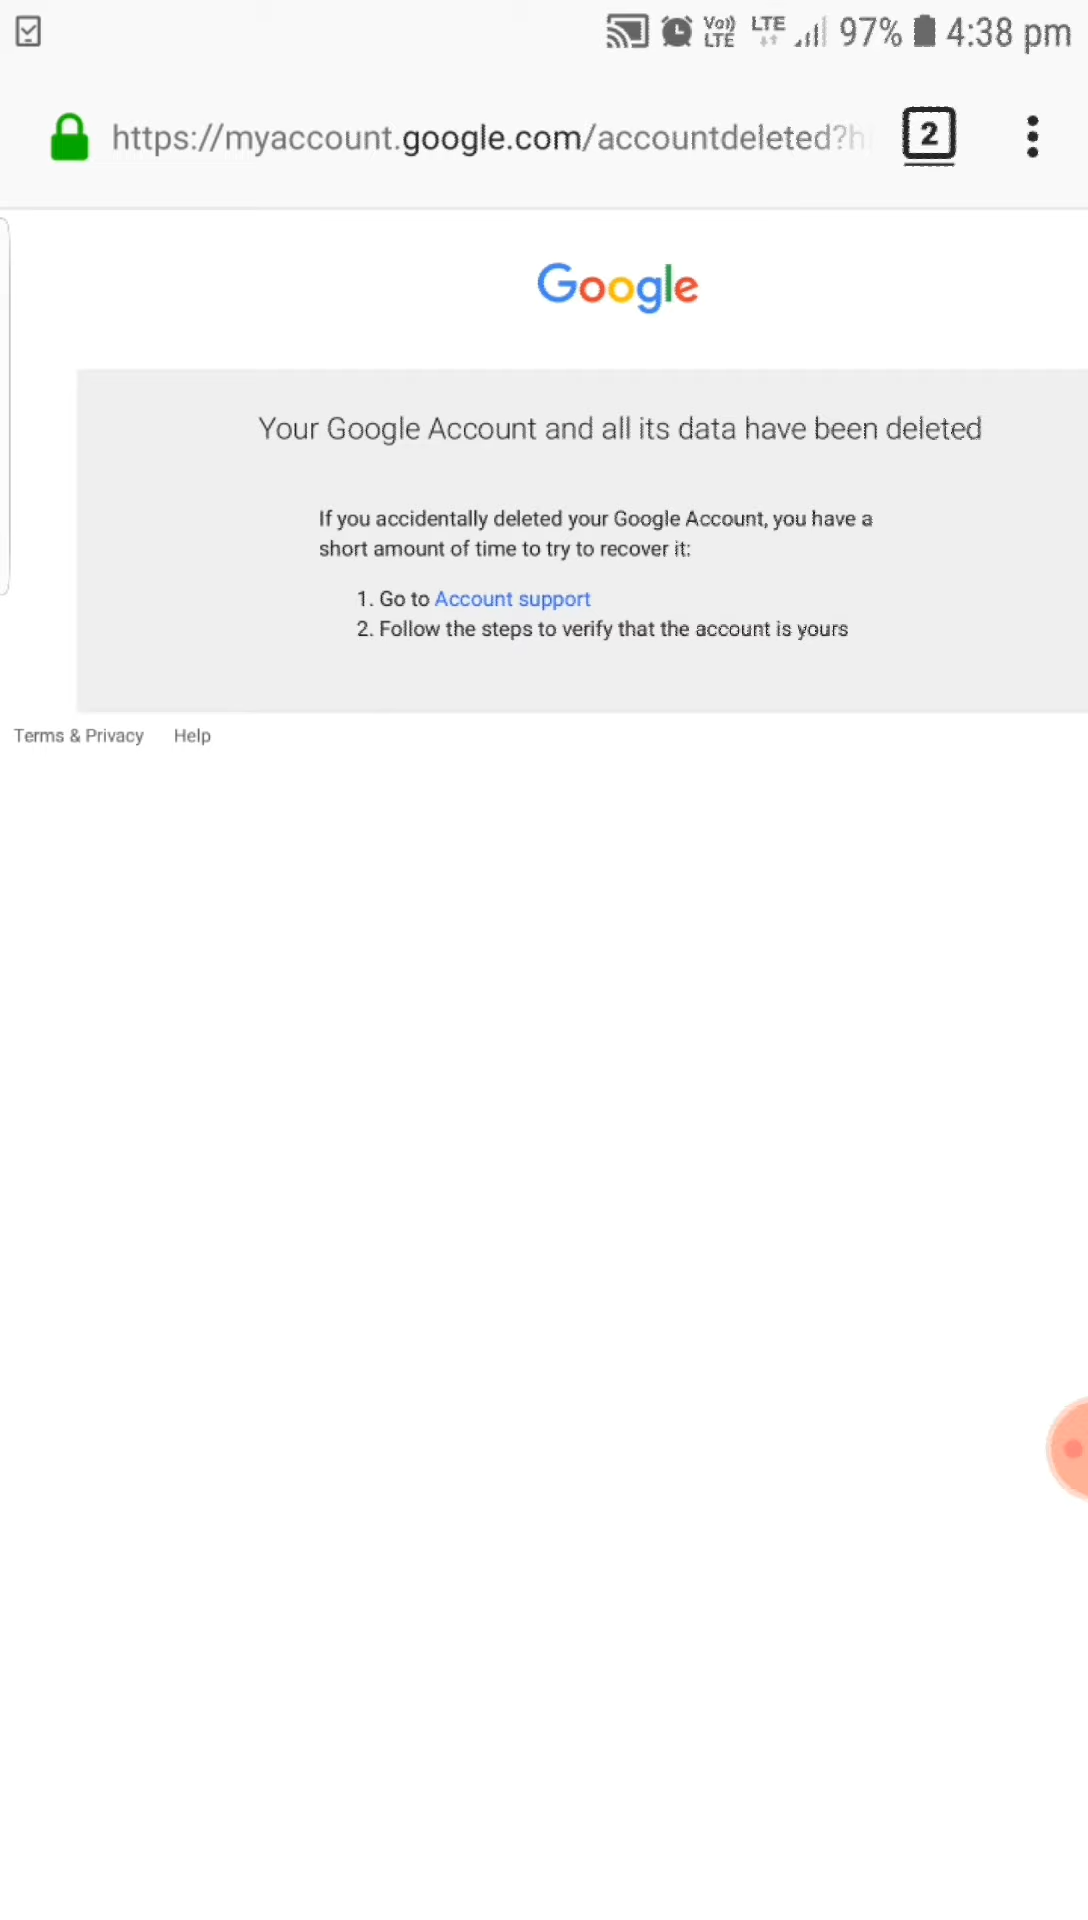 Vo)) LTE LTE 97% 4:38 pm
https://myaccount.google.com/accountdeleted?h 2
Google
Your Google Account and all its data have been deleted
If you accidentally deleted your Google Account, you have a
short amount of time to try to recover it:
1. Go to Account support
2. Follow the steps to verify that the account is yours
Terms & Privacy Help